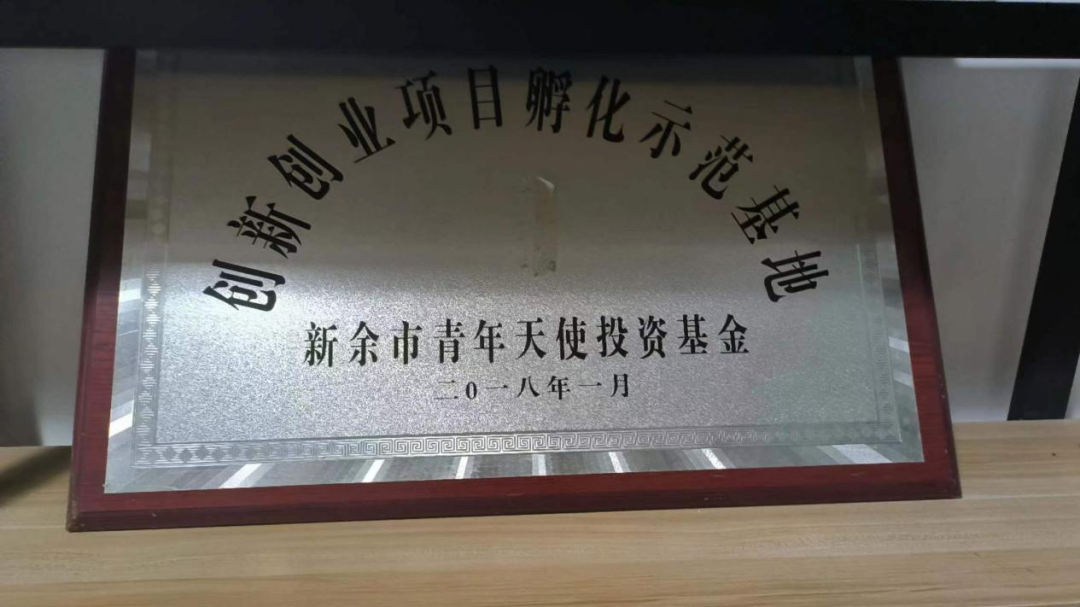 创新创业项目孵化示范基地
新余市青年天使投资基金
二0一八年一月